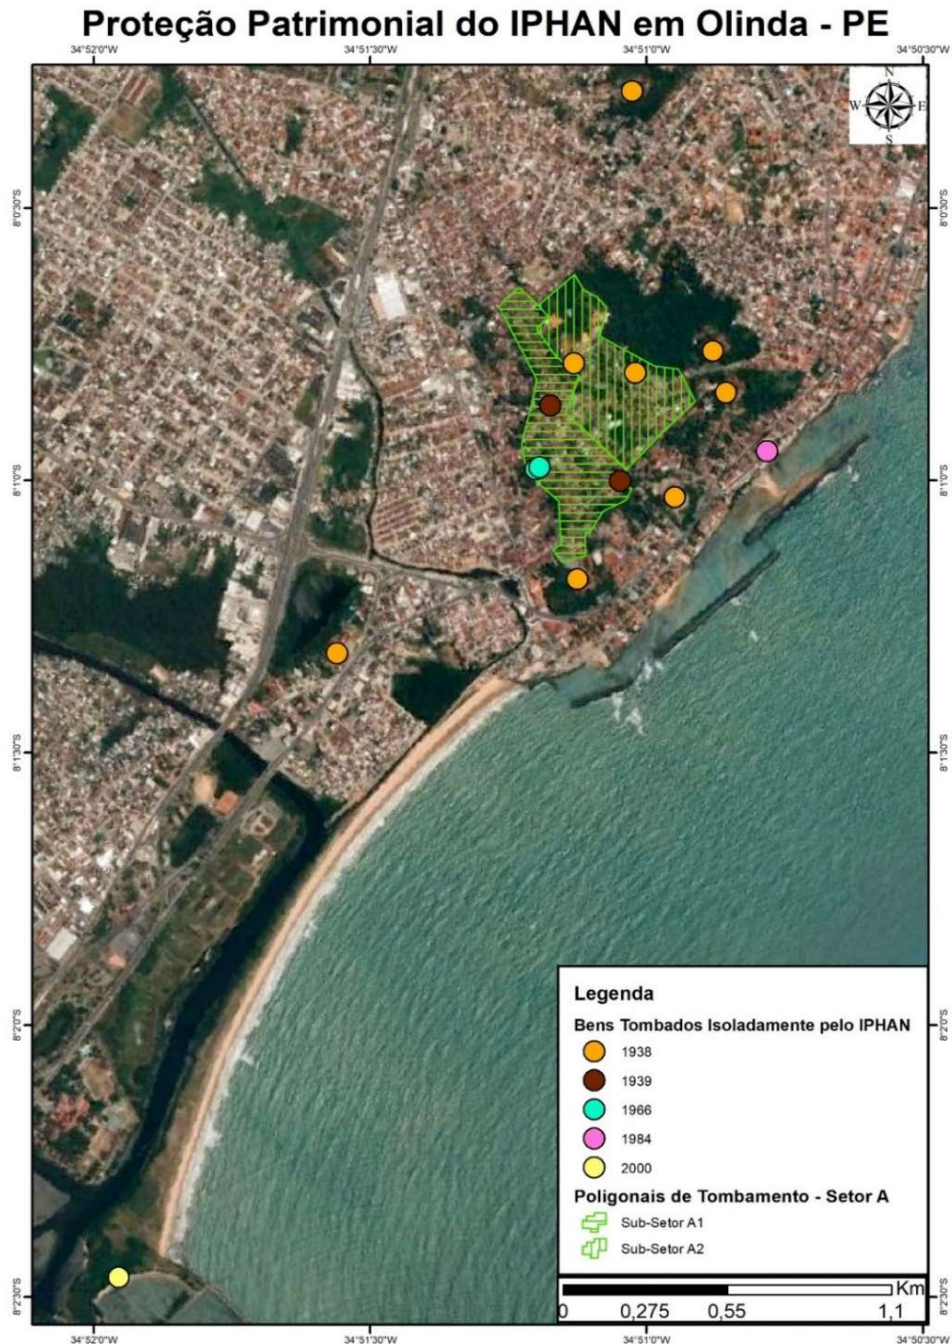 Proteção Patrimonial do IPHAN em Olinda - PE
34°52'0"W 34°51'30"W 34°51'0"W 34°50'30"W
N
W E
S
8°0'30"S 8°0'30"S
8°1'0"S 8°1'0"S
8°1'30"S 8°1'30"S
8°2'0"S 8°2'0"S
8°2'30"S 8°2'30"S
Legenda
Bens Tombados Isoladamente pelo IPHAN
1938
1939
1966
1984
2000
Poligonais de Tombamento - Setor A
Sub-Setor A1
Sub-Setor A2
Km
0 0,275 0,55 1,1
34°52'0"W 34°51'30"W 34°51'0"W 34°50'30"W